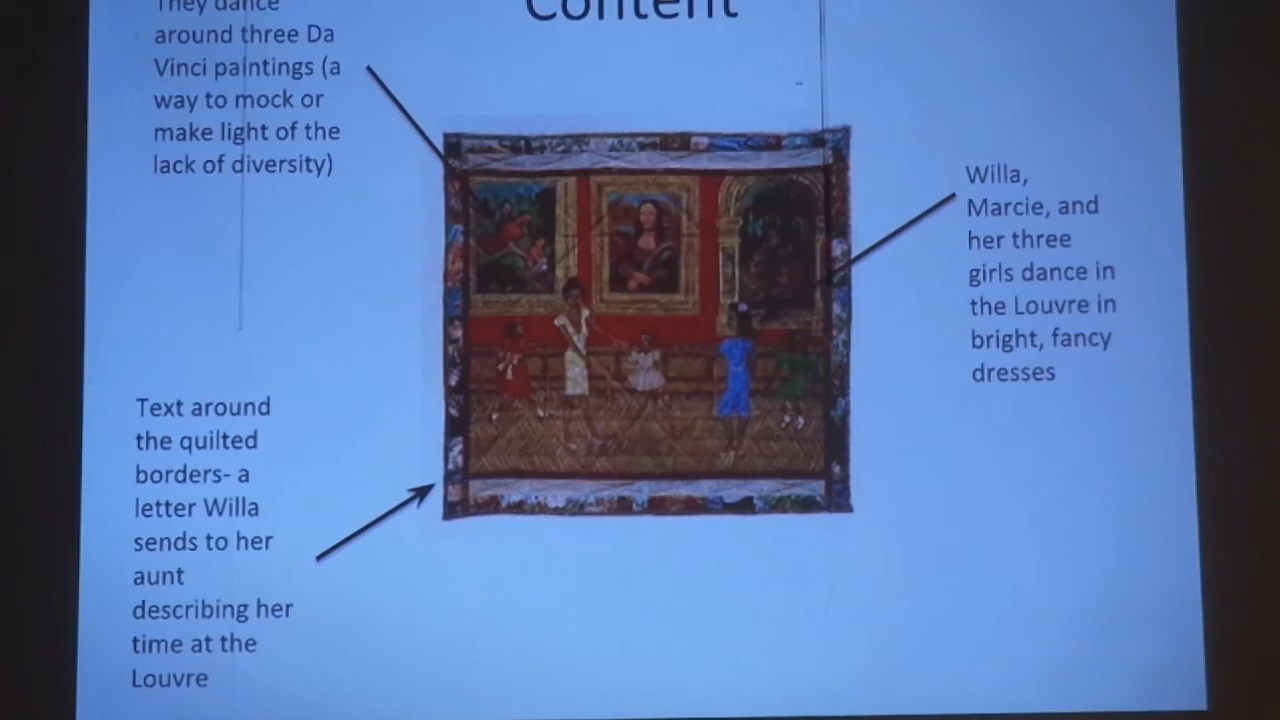 Content
They dance
around three Da
Vinci paintings (a
way to mock or
make light of the
lack of diversity)
Willa,
Marcie, and
her three
girls dance in
the Louvre in
bright, fancy
dresses
Text around
the quilted
borders- a
letter Willa
sends to her
aunt
describing her
time at the
Louvre